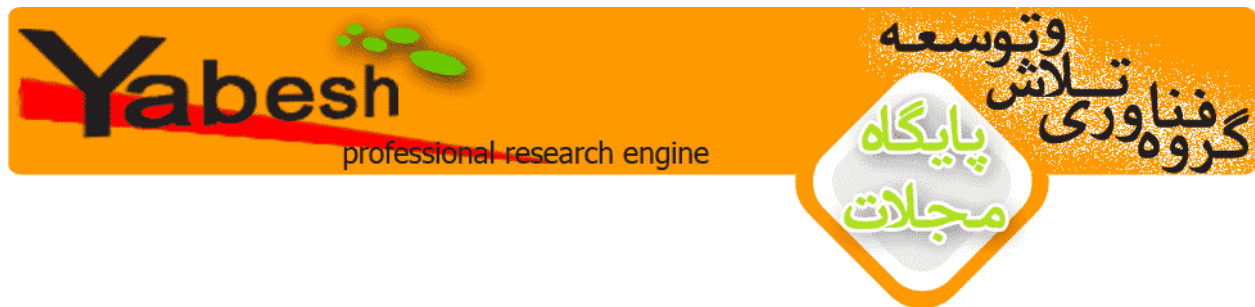 Yabesh
professional research engine
گروه فناوری تلاش وتوسعه
پایگاه
مجلات